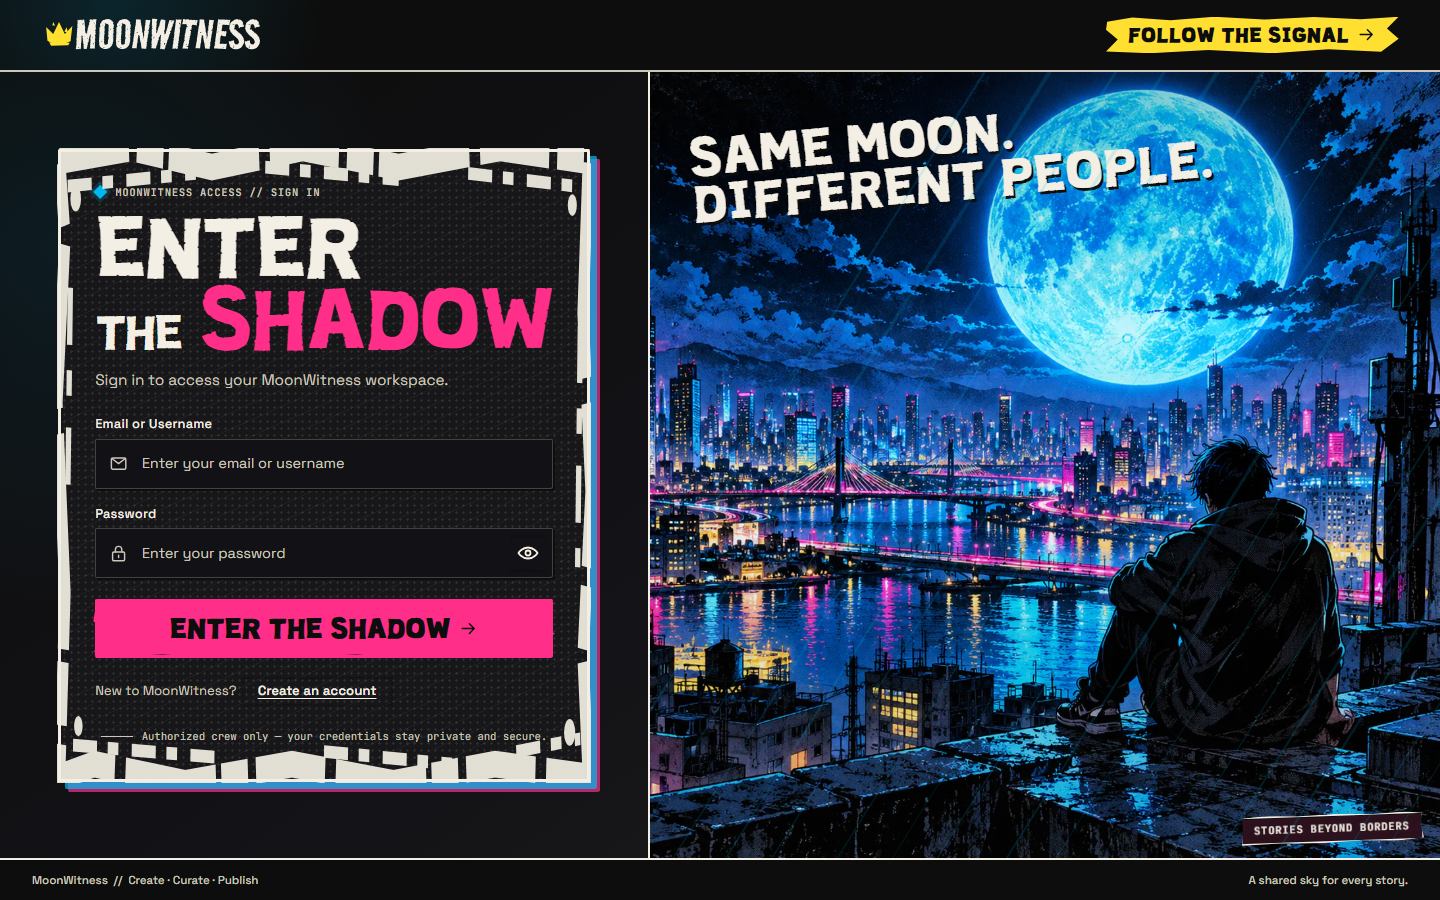 MOONWITNESS
FOLLOW THE SIGNAL →
MOONWITNESS ACCESS // SIGN IN
ENTER
THE SHADOW
Sign in to access your MoonWitness workspace.
Email or Username
Enter your email or username
Password
Enter your password
ENTER THE SHADOW →
New to MoonWitness? Create an account
Authorized crew only — your credentials stay private and secure.
SAME MOON.
DIFFERENT PEOPLE.
STORIES BEYOND BORDERS
MoonWitness // Create · Curate · Publish
A shared sky for every story.